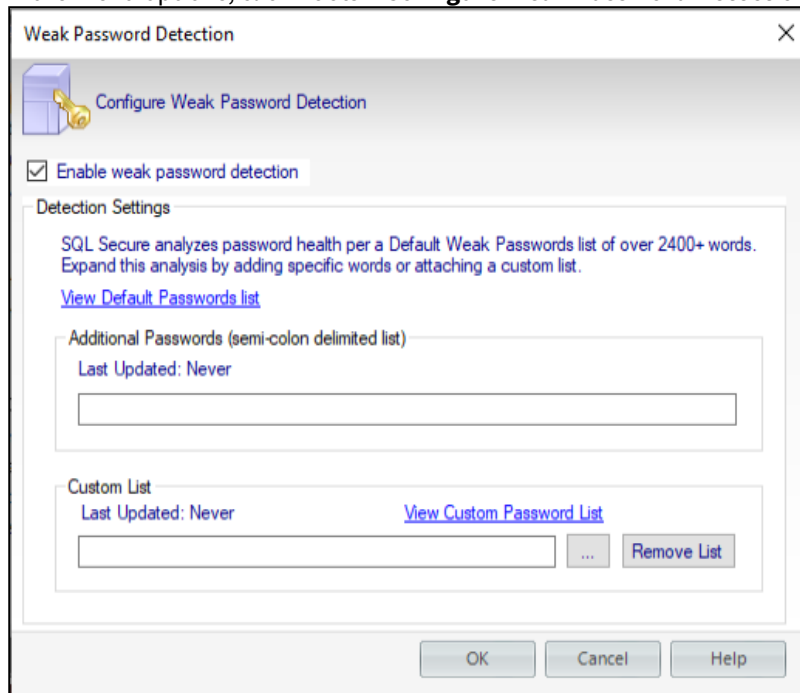 Weak Password Detection
Configure Weak Password Detection
Enable weak password detection
Detection Settings
SQL Secure analyzes password health per a Default Weak Passwords list of over 2400+ words.
Expand this analysis by adding specific words or attaching a custom list.
View Default Passwords list
Additional Passwords (semi-colon delimited list)
Last Updated: Never
Custom List
Last Updated: Never View Custom Password List
... Remove List
OK Cancel Help